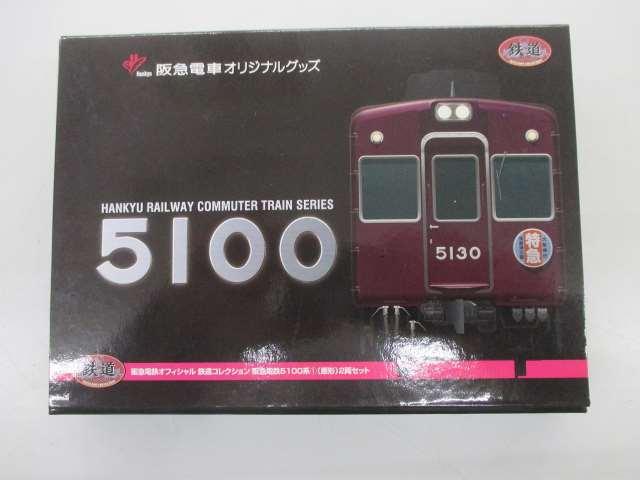 Hankyu 阪急電車オリジナルグッズ
鉄道
HANKYU RAILWAY COMMUTER TRAIN SERIES
5100
5130
特急
鉄道
阪急電鉄オフィシャル 鉄道コレクション 阪急電鉄5100系①(原形)2両セット